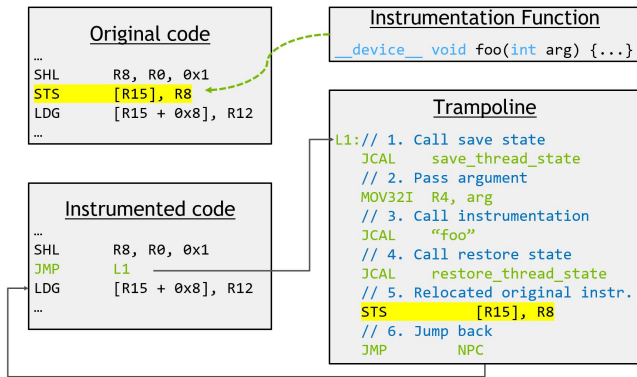 Original code
…
SHL R8, R0, 0x1
STS [R15], R8
LDG [R15 + 0x8], R12
…
Instrumentation Function
__device__ void foo(int arg) {...}
Instrumented code
…
SHL R8, R0, 0x1
JMP L1
LDG [R15 + 0x8], R12
…
Trampoline
L1:// 1. Call save state
JCAL save_thread_state
// 2. Pass argument
MOV32I R4, arg
// 3. Call instrumentation
JCAL “foo”
// 4. Call restore state
JCAL restore_thread_state
// 5. Relocated original instr.
STS [R15], R8
// 6. Jump back
JMP NPC